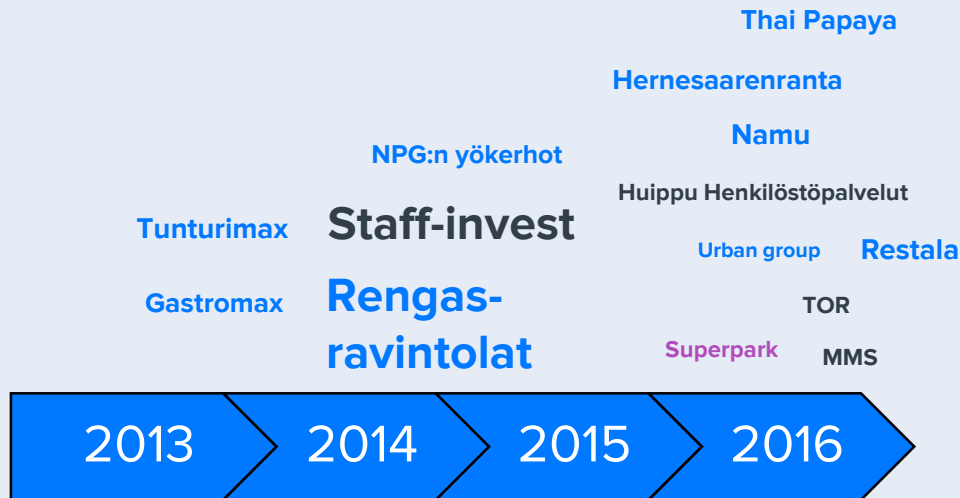 Thai Papaya
Hernesaarenranta
Namu
NPG:n yökerhot
Huippu Henkilöstöpalvelut
Tunturimax
Staff-invest
Urban group
Restala
Gastromax
Rengas-
ravintolat
TOR
Superpark
MMS
2013
2014
2015
2016